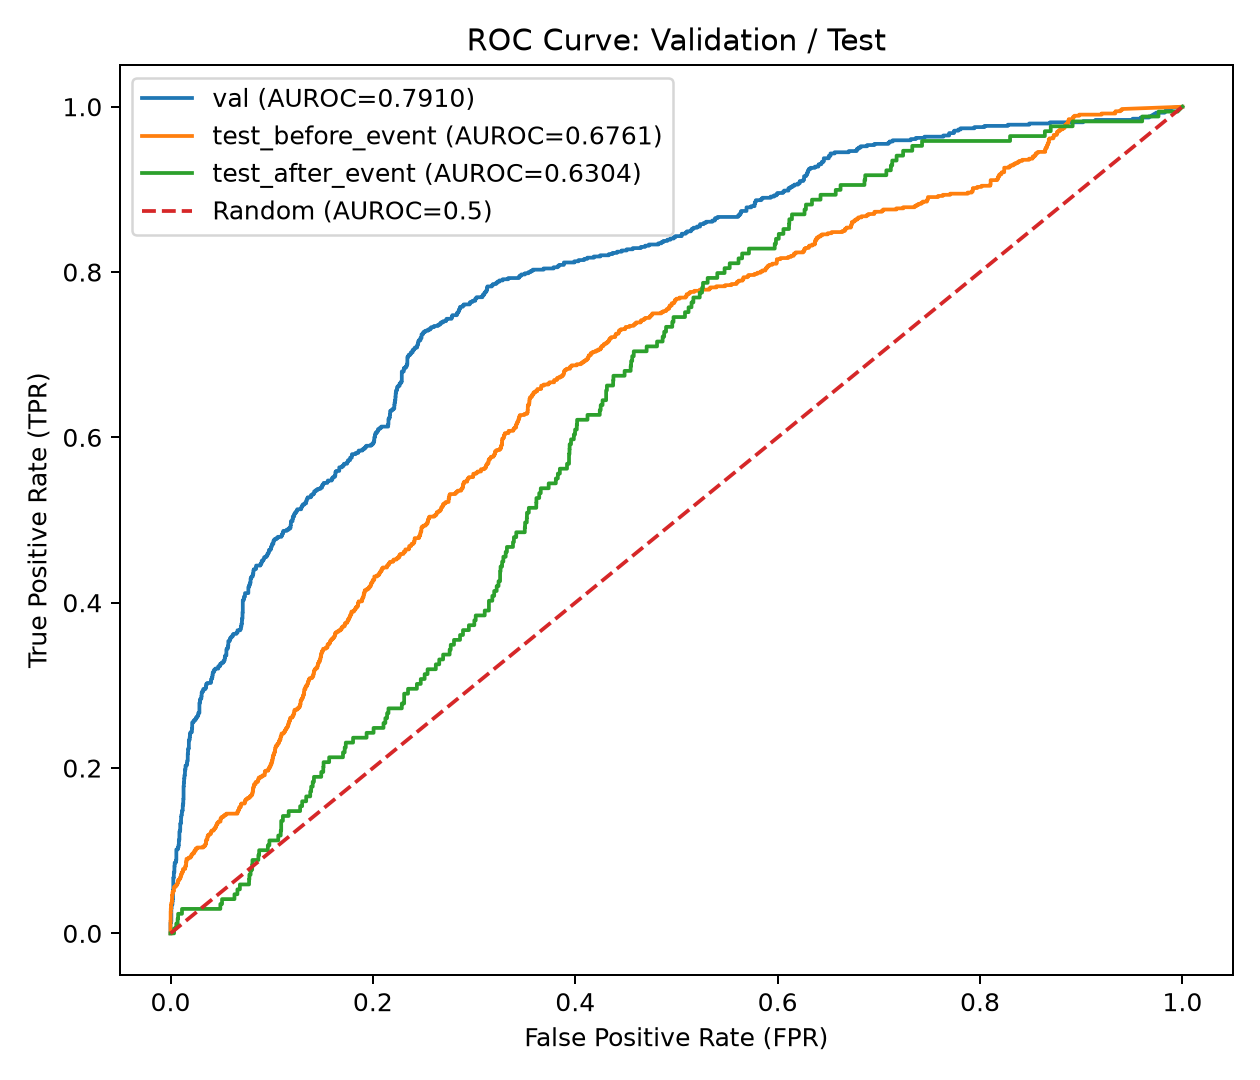 ROC Curve: Validation / Test
val (AUROC=0.7910)
test_before_event (AUROC=0.6761)
test_after_event (AUROC=0.6304)
Random (AUROC=0.5)
True Positive Rate (TPR)
1.0
0.8
0.6
0.4
0.2
0.0
0.0 0.2 0.4 0.6 0.8 1.0
False Positive Rate (FPR)